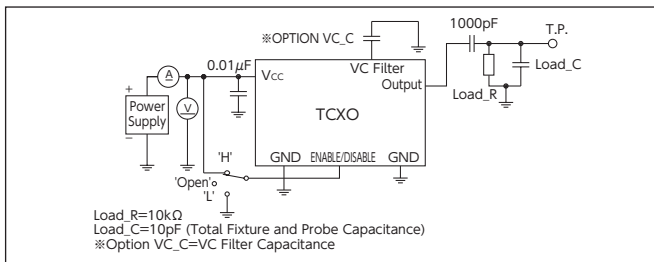 1000pF
T.P.
※OPTION VC_C
0.01μF
A
VCC
VC Filter
Output
Load_C
Load_R
+
Power
Supply
−
V
TCXO
GND
ENABLE/DISABLE
GND
'H'
'Open'
'L'
Load_R=10kΩ
Load_C=10pF (Total Fixture and Probe Capacitance)
※Option VC_C=VC Filter Capacitance